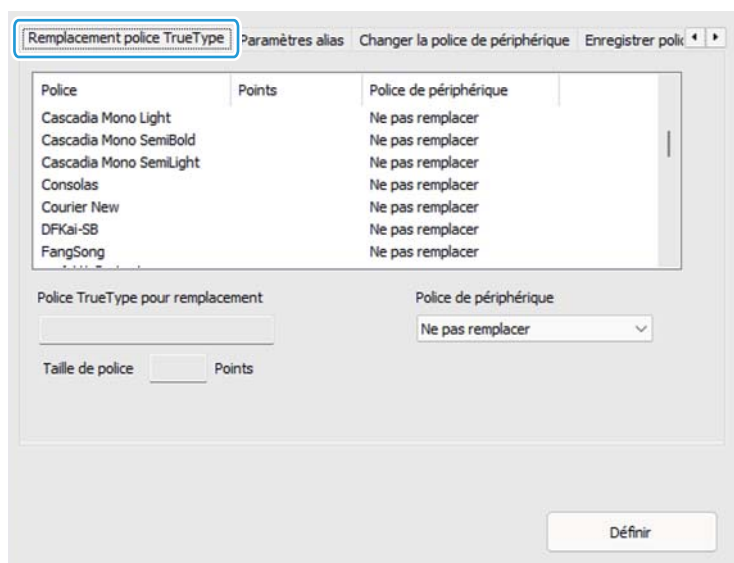 Remplacement police TrueType Paramètres alias Changer la police de périphérique Enregistrer polic
Police Points Police de périphérique
Cascadia Mono Light Ne pas remplacer
Cascadia Mono SemiBold Ne pas remplacer
Cascadia Mono SemiLight Ne pas remplacer
Consolas Ne pas remplacer
Courier New Ne pas remplacer
DFKai-SB Ne pas remplacer
FangSong Ne pas remplacer
Police TrueType pour remplacement Police de périphérique
Ne pas remplacer
Taille de police Points
Définir